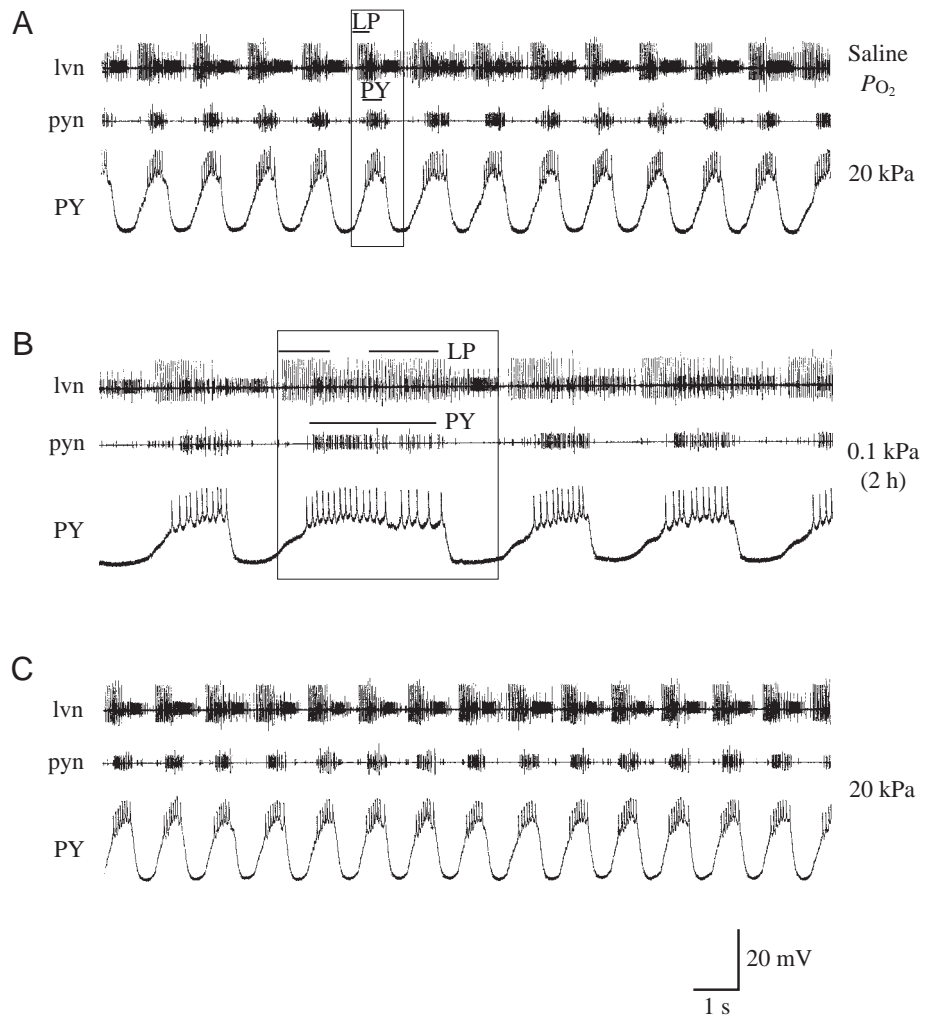 A
LP
lvn
Saline
PO2
PY
pyn
20 kPa
PY
B
LP
lvn
PY
pyn
0.1 kPa
(2 h)
PY
C
lvn
pyn
20 kPa
PY
20 mV
1 s